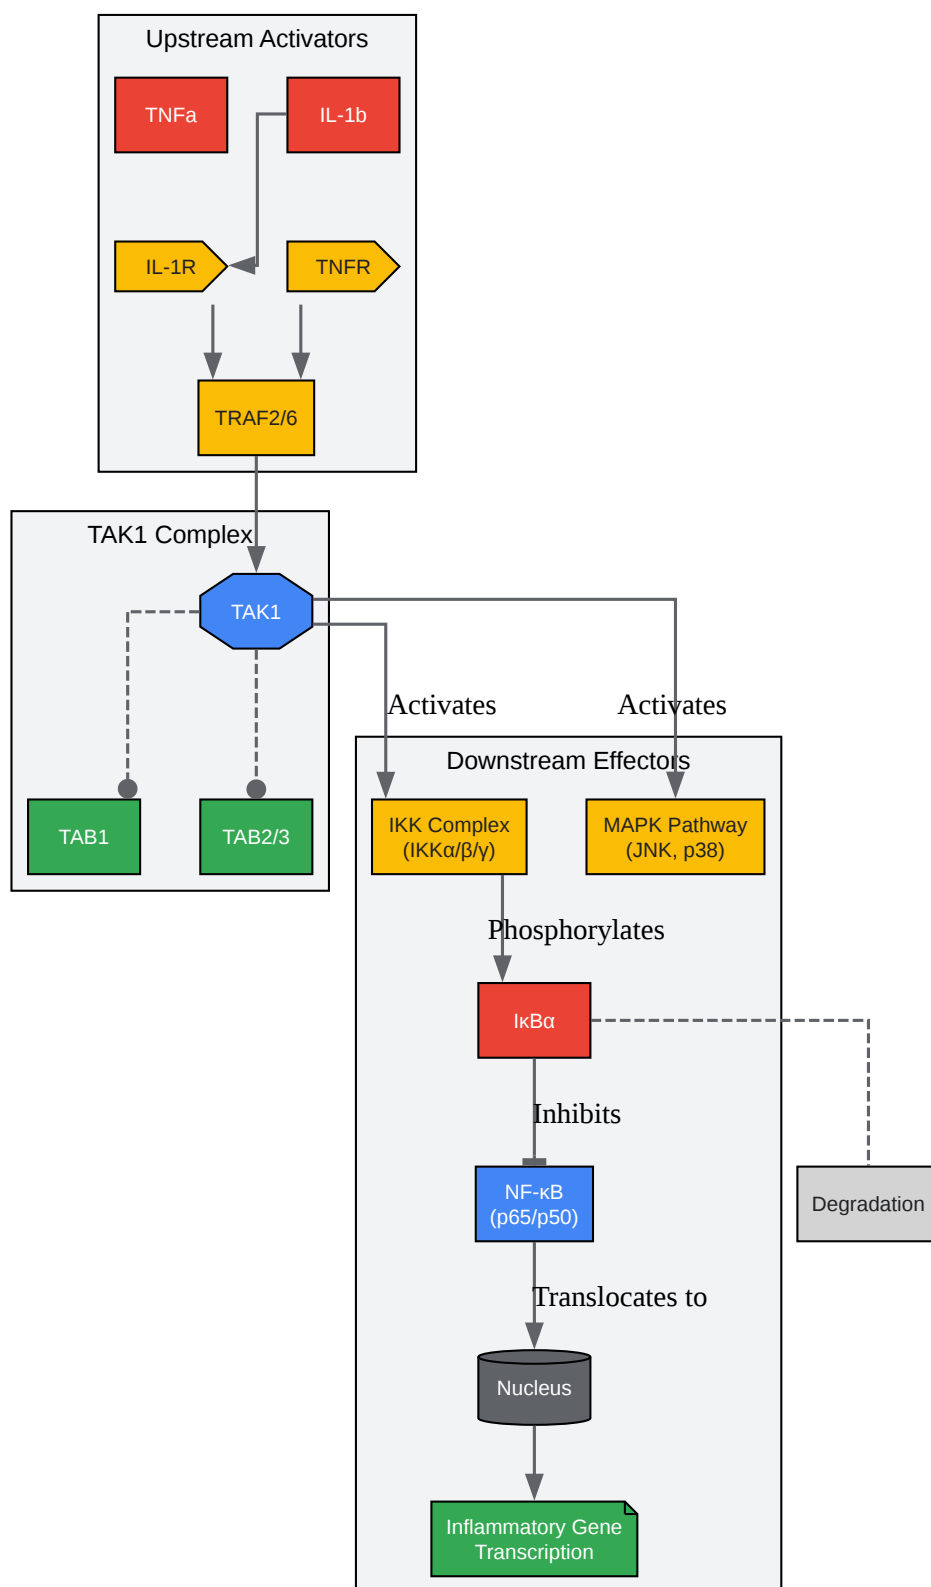 Upstream Activators
TNFa
IL-1b
IL-1R
TNFR
TRAF2/6
TAK1 Complex
TAK1
Activates
Activates
Downstream Effectors
TAB1
TAB2/3
IKK Complex
(IKKα/β/γ)
MAPK Pathway
(JNK, p38)
Phosphorylates
IκBα
Inhibits
NF-κB
(p65/p50)
Degradation
Translocates to
Nucleus
Inflammatory Gene
Transcription